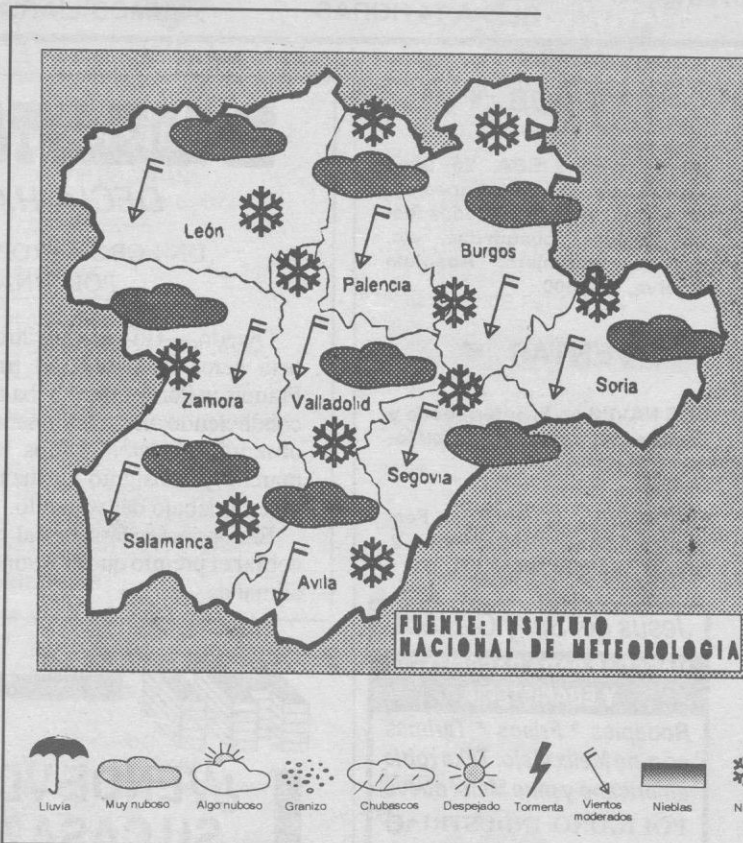 León
Burgos
Palencia
Soria
Zamora
Valladolid
Segovia
Salamanca
Avila
FUENTE: INSTITUTO
NACIONAL DE METEOROLOGIA
Lluvia
Muy nuboso
Algo nuboso
Granizo
Chubascos
Despejado
Tormenta
Vientos
moderados
Nieblas